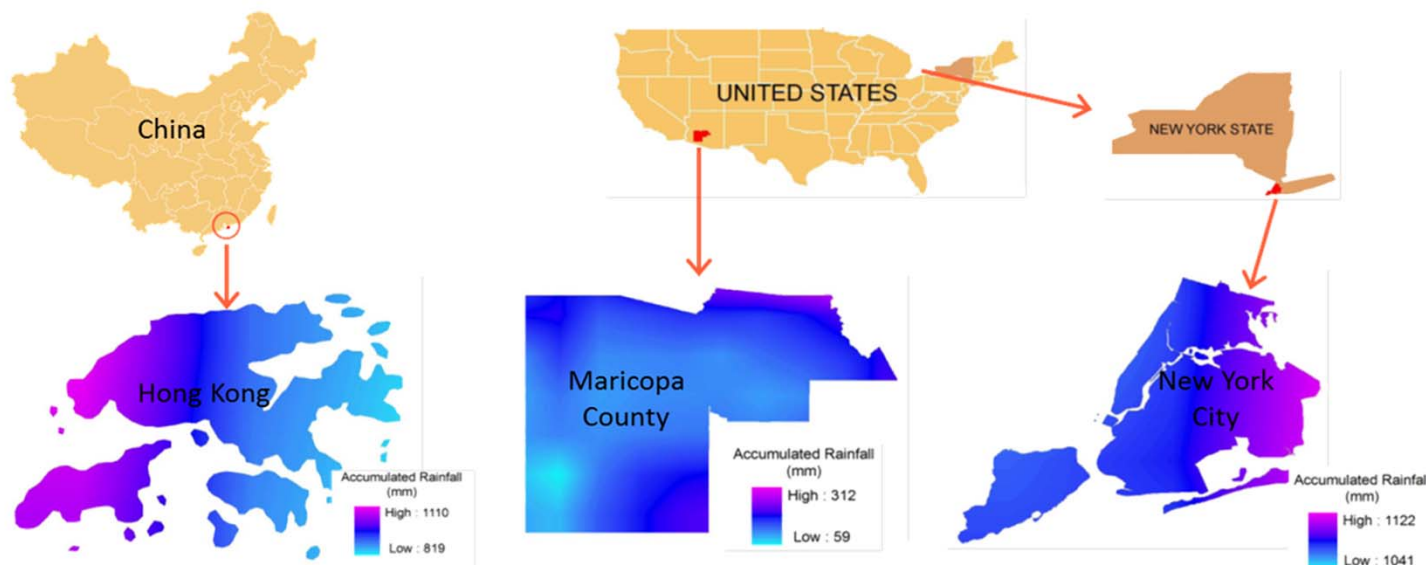 China
UNITED STATES
NEW YORK STATE
Hong Kong
Accumulated Rainfall
(mm)
High : 1110
Low : 819
Maricopa
County
Accumulated Rainfall
(mm)
High : 312
Low : 59
New York
City
Accumulated Rainfall
(mm)
High : 1122
Low : 1041